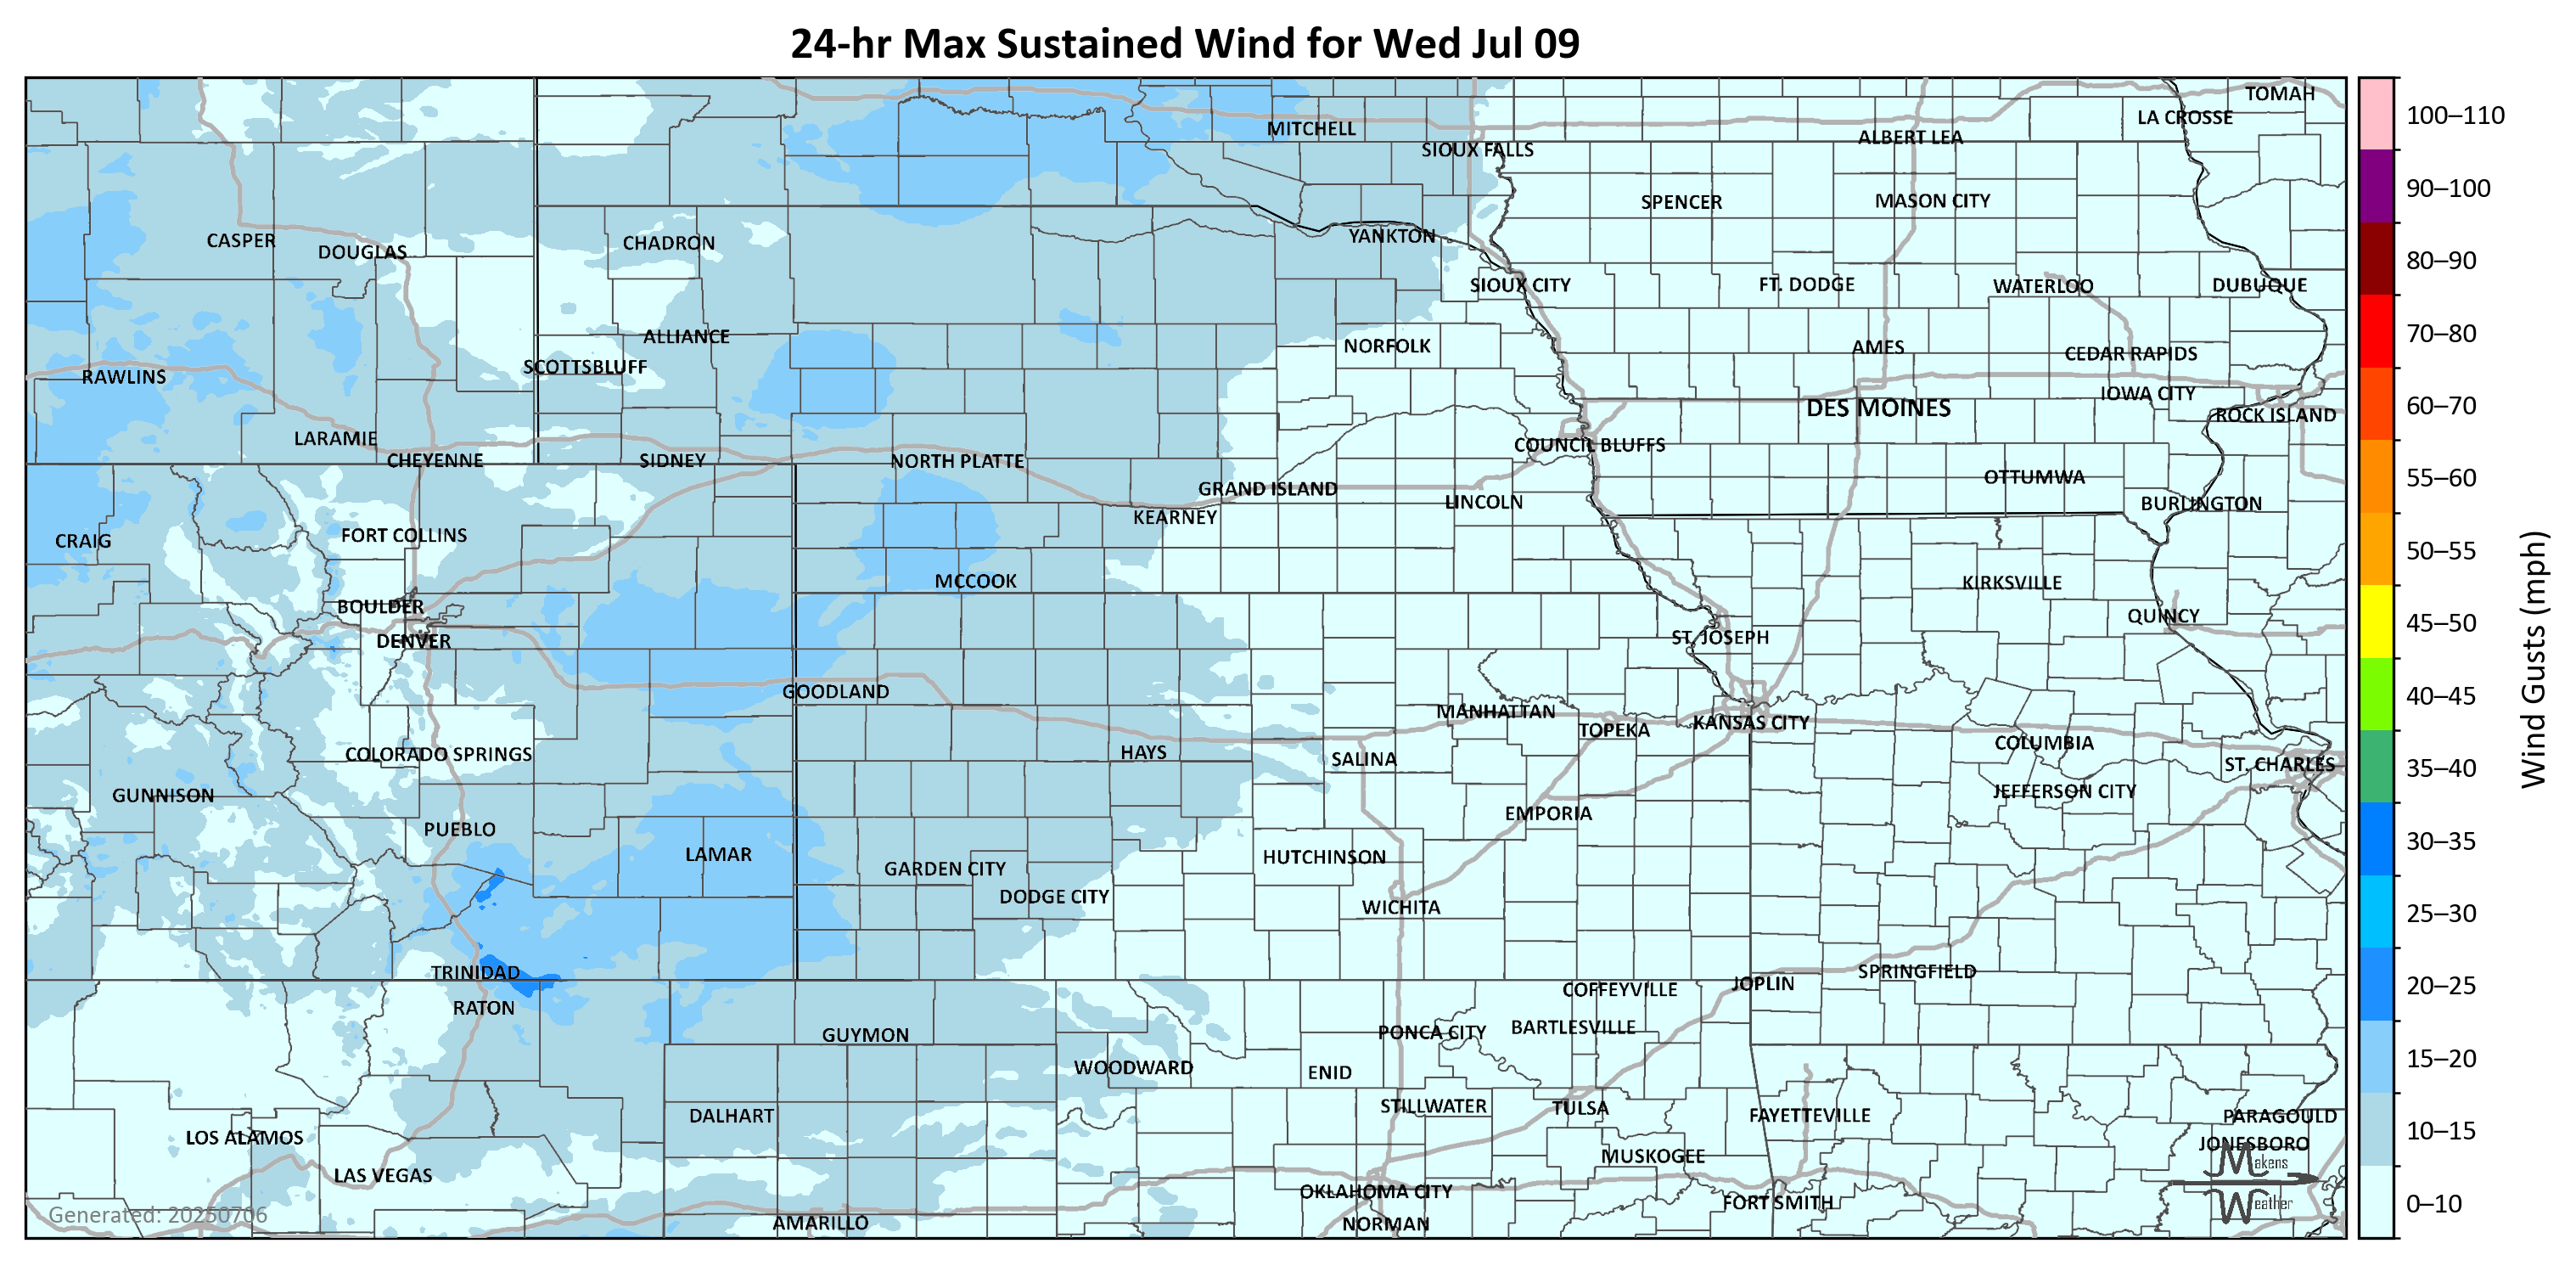 24-hr Max Sustained Wind for Wed Jul 09
TOMAH
LA CROSSE
MITCHELL
ALBERT LEA
SIOUX FALLS
SPENCER
MASON CITY
CASPER
DOUGLAS
CHADRON
YANKTON
SIOUX CITY
FT. DODGE
WATERLOO
DUBUQUE
ALLIANCE
NORFOLK
AMES
CEDAR RAPIDS
SCOTTSBLUFF
RAWLINS
IOWA CITY
DES MOINES
ROCK ISLAND
LARAMIE
COUNCIL BLUFFS
CHEYENNE
SIDNEY
NORTH PLATTE
OTTUMWA
GRAND ISLAND
LINCOLN
BURLINGTON
KEARNEY
CRAIG
FORT COLLINS
MCCOOK
KIRKSVILLE
BOULDER
QUINCY
DENVER
ST. JOSEPH
GOODLAND
MANHATTAN
TOPEKA
KANSAS CITY
COLUMBIA
COLORADO SPRINGS
HAYS
SALINA
ST. CHARLES
GUNNISON
JEFFERSON CITY
EMPORIA
PUEBLO
LAMAR
HUTCHINSON
GARDEN CITY
DODGE CITY
WICHITA
TRINIDAD
SPRINGFIELD
JOPLIN
COFFEYVILLE
RATON
GUYMON
PONCA CITY
BARTLESVILLE
WOODWARD
ENID
STILLWATER
TULSA
DALHART
FAYETTEVILLE
PARAGOULD
LOS ALAMOS
JONESBORO
MUSKOGEE
LAS VEGAS
OKLAHOMA CITY
FORT SMITH
AMARILLO
NORMAN
Generated: 20250706
Makens
Weather
100–110
90–100
80–90
70–80
60–70
55–60
50–55
45–50
40–45
35–40
30–35
25–30
20–25
15–20
10–15
0–10
Wind Gusts (mph)